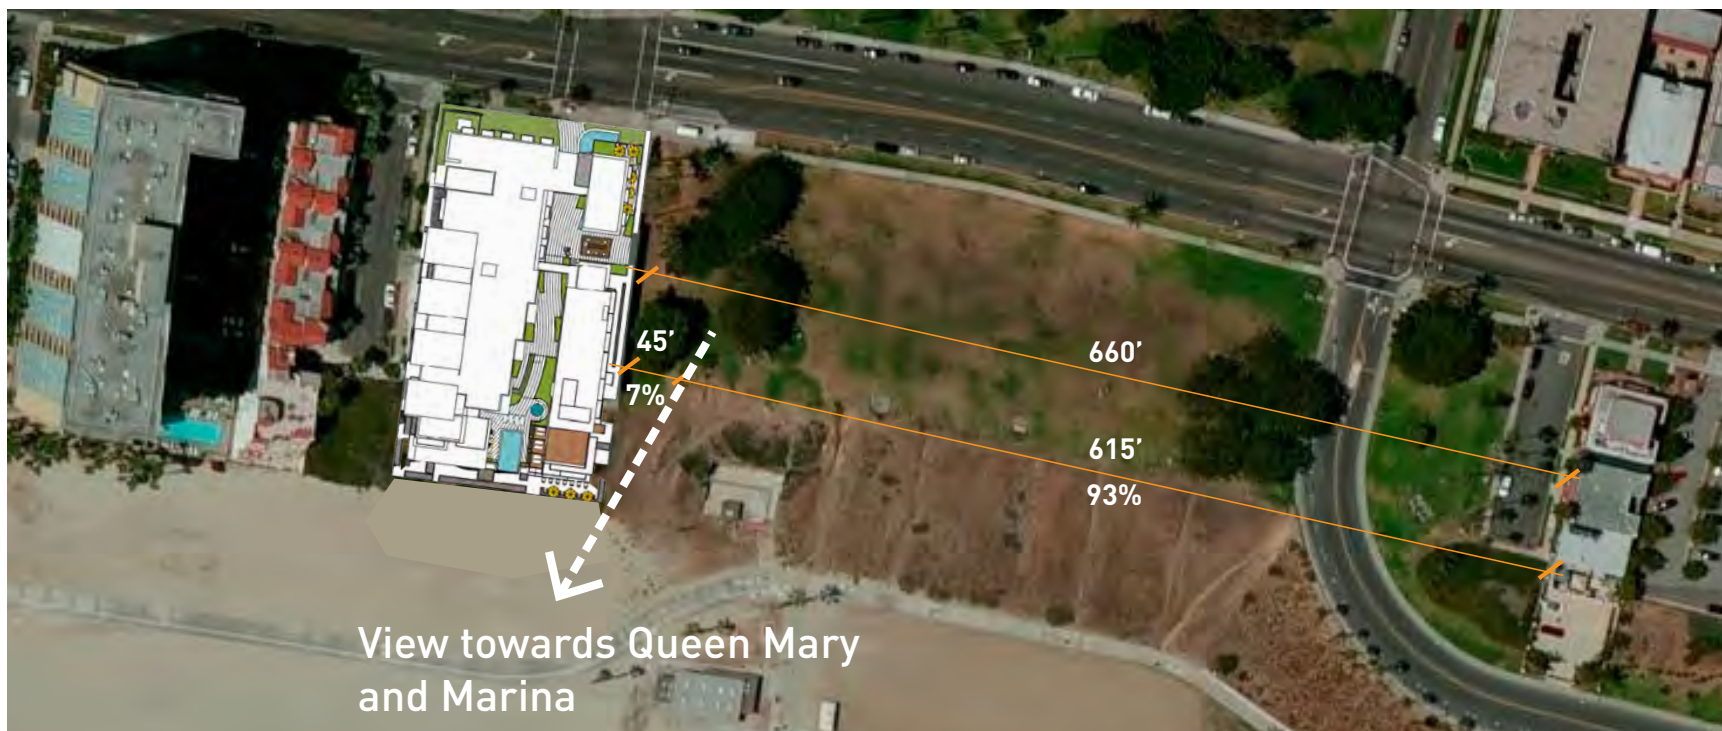 45’
660’
7%
615’
93%
View towards Queen Mary
and Marina